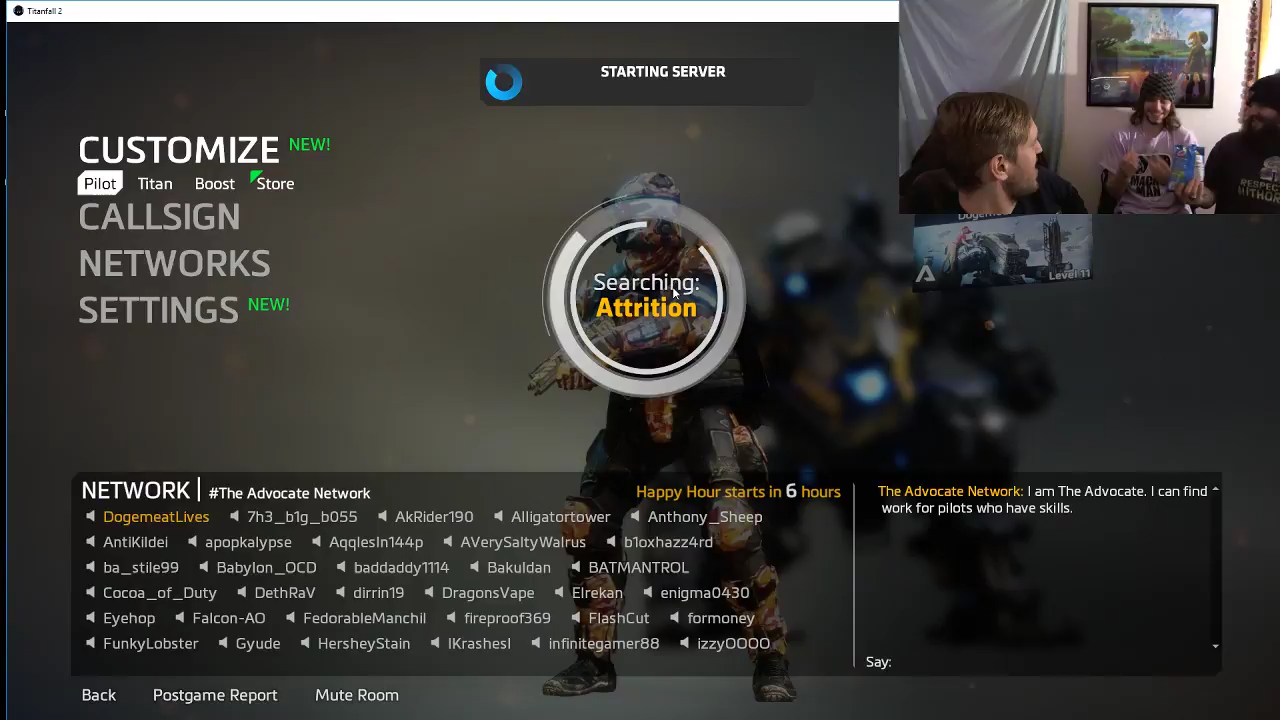 Titanfall 2
STARTING SERVER
CUSTOMIZE NEW!
Pilot Titan Boost Store
CALLSIGN
NETWORKS
SETTINGS NEW!
Searching:
Attrition
Level 11
NETWORK | #The Advocate Network
Happy Hour starts in 6 hours
DogemeatLives 7h3_b1g_b055 AkRider190 Alligatortower Anthony_Sheep
AntiKildei apopkalypse AqqlesIn144p AVerySaltyWalrus b1oxhazz4rd
ba_stile99 Babylon_OCD baddaddy1114 Bakuldan BATMANTROL
Cocoa_of_Duty DethRaV dirrin19 DragonsVape Elrekan enigma0430
Eyehop Falcon-AO FedorableManchil fireproof369 FlashCut formoney
FunkyLobster Gyude HersheyStain IKrashesI infinitegamer88 izzyOOOO
The Advocate Network: I am The Advocate. I can find
work for pilots who have skills.
Say:
Back Postgame Report Mute Room